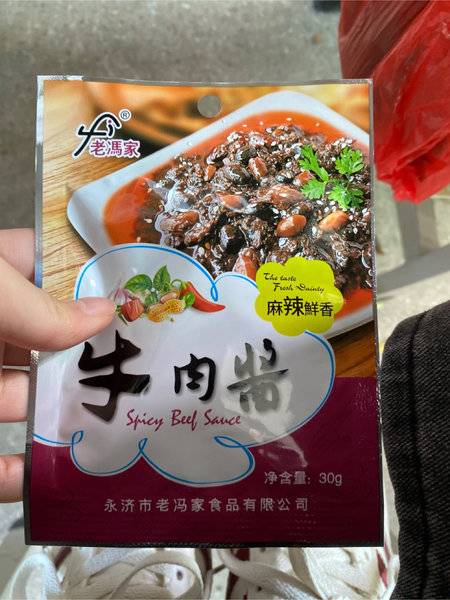 ®
老馮家
The taste
Fresh Dainty
麻辣鮮香
牛肉酱
Spicy Beef Sauce
净含量: 30g
永济市老冯家食品有限公司